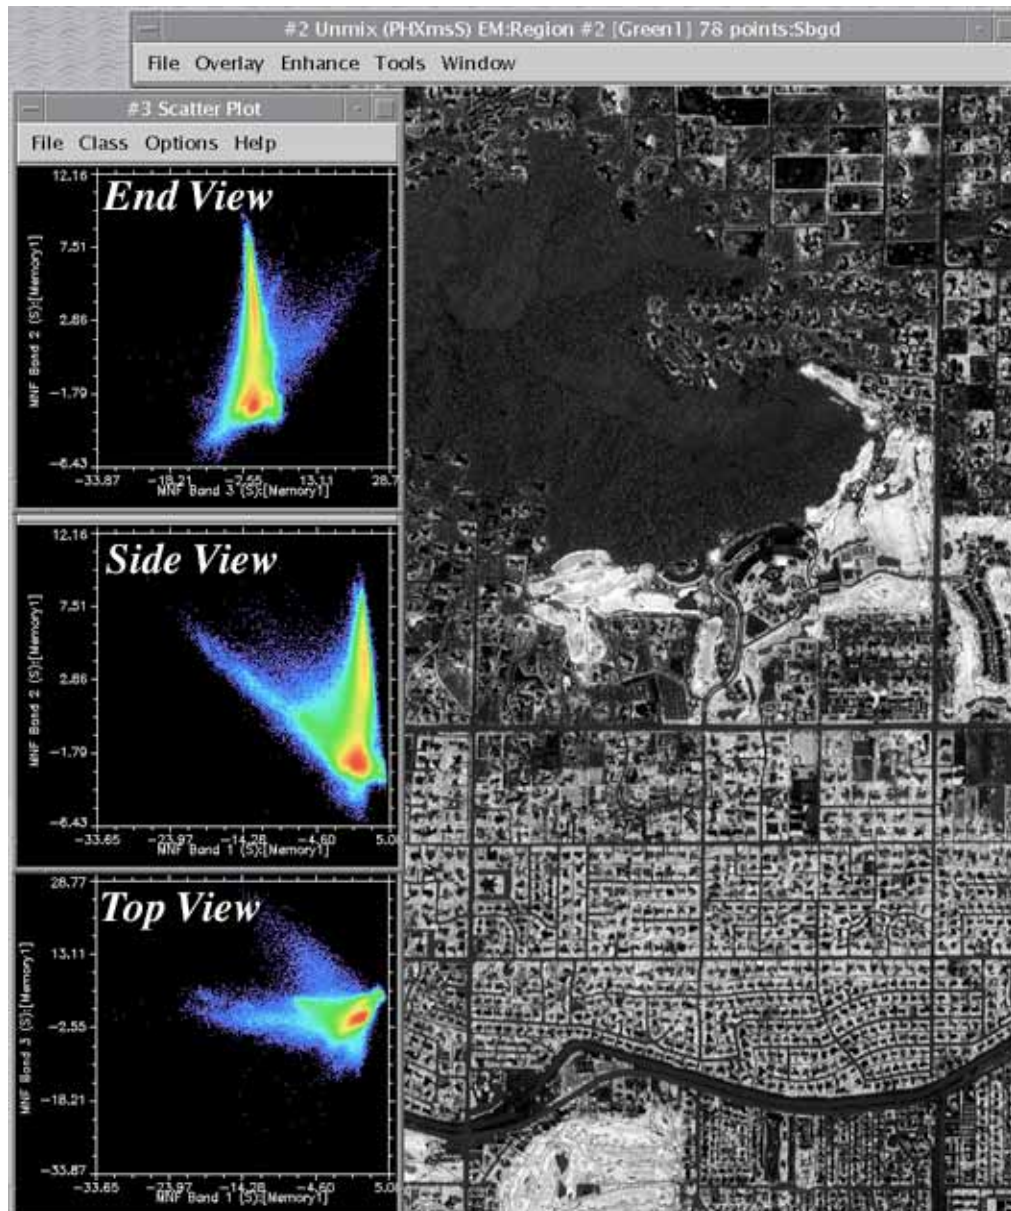 #2 Unmix (PHXmsS) EM:Region #2 [Green1] 78 points:Sbgd
File Overlay Enhance Tools Window
#3 Scatter Plot
File Class Options Help
End View
12.16
7.51
2.86
-1.79
-6.43
MNF Band 2 (S):[Memory1]
-33.87 -18.21 -2.55 13.11 28.7
MNF Band 3 (S):[Memory1]
Side View
12.16
7.51
2.86
-1.79
-6.43
MNF Band 2 (S):[Memory1]
-33.65 -23.97 -14.28 -4.60 5.0
MNF Band 1 (S):[Memory1]
Top View
28.77
13.11
-2.55
-18.21
-33.87
MNF Band 3 (S):[Memory1]
-33.65 -23.97 -14.28 -4.60 5.0
MNF Band 1 (S):[Memory1]